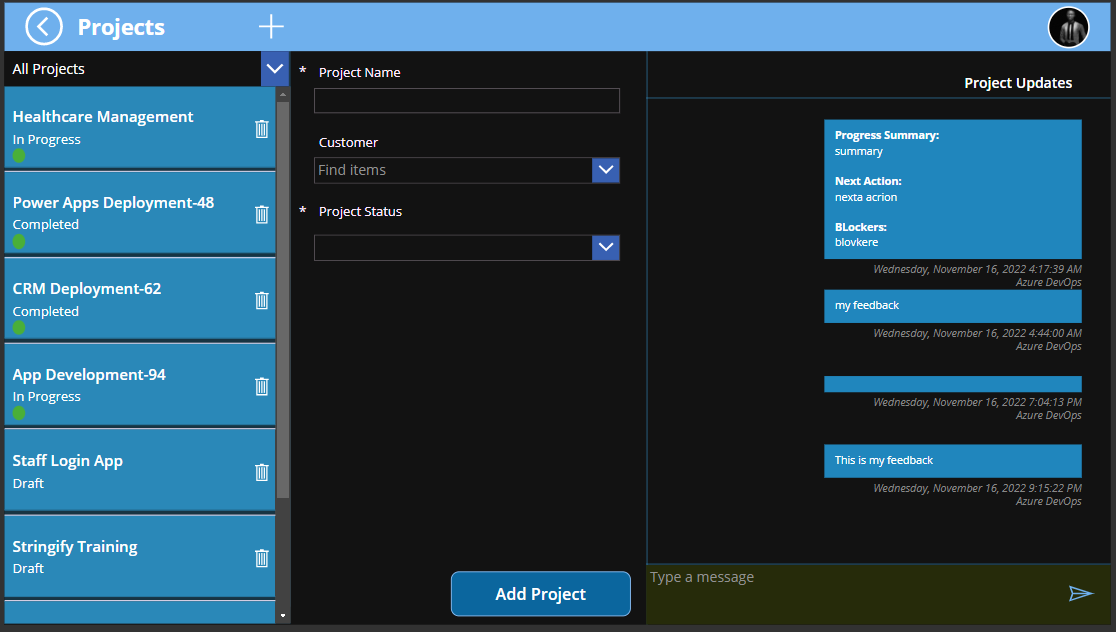 Projects
All Projects
Healthcare Management
In Progress
Power Apps Deployment-48
Completed
CRM Deployment-62
Completed
App Development-94
In Progress
Staff Login App
Draft
Stringify Training
Draft
* Project Name
Customer
Find items
* Project Status
Add Project
Project Updates
Progress Summary:
summary
Next Action:
nexta acrion
BLockers:
blovkere
Wednesday, November 16, 2022 4:17:39 AM
Azure DevOps
my feedback
Wednesday, November 16, 2022 4:44:00 AM
Azure DevOps
Wednesday, November 16, 2022 7:04:13 PM
Azure DevOps
This is my feedback
Wednesday, November 16, 2022 9:15:22 PM
Azure DevOps
Type a message